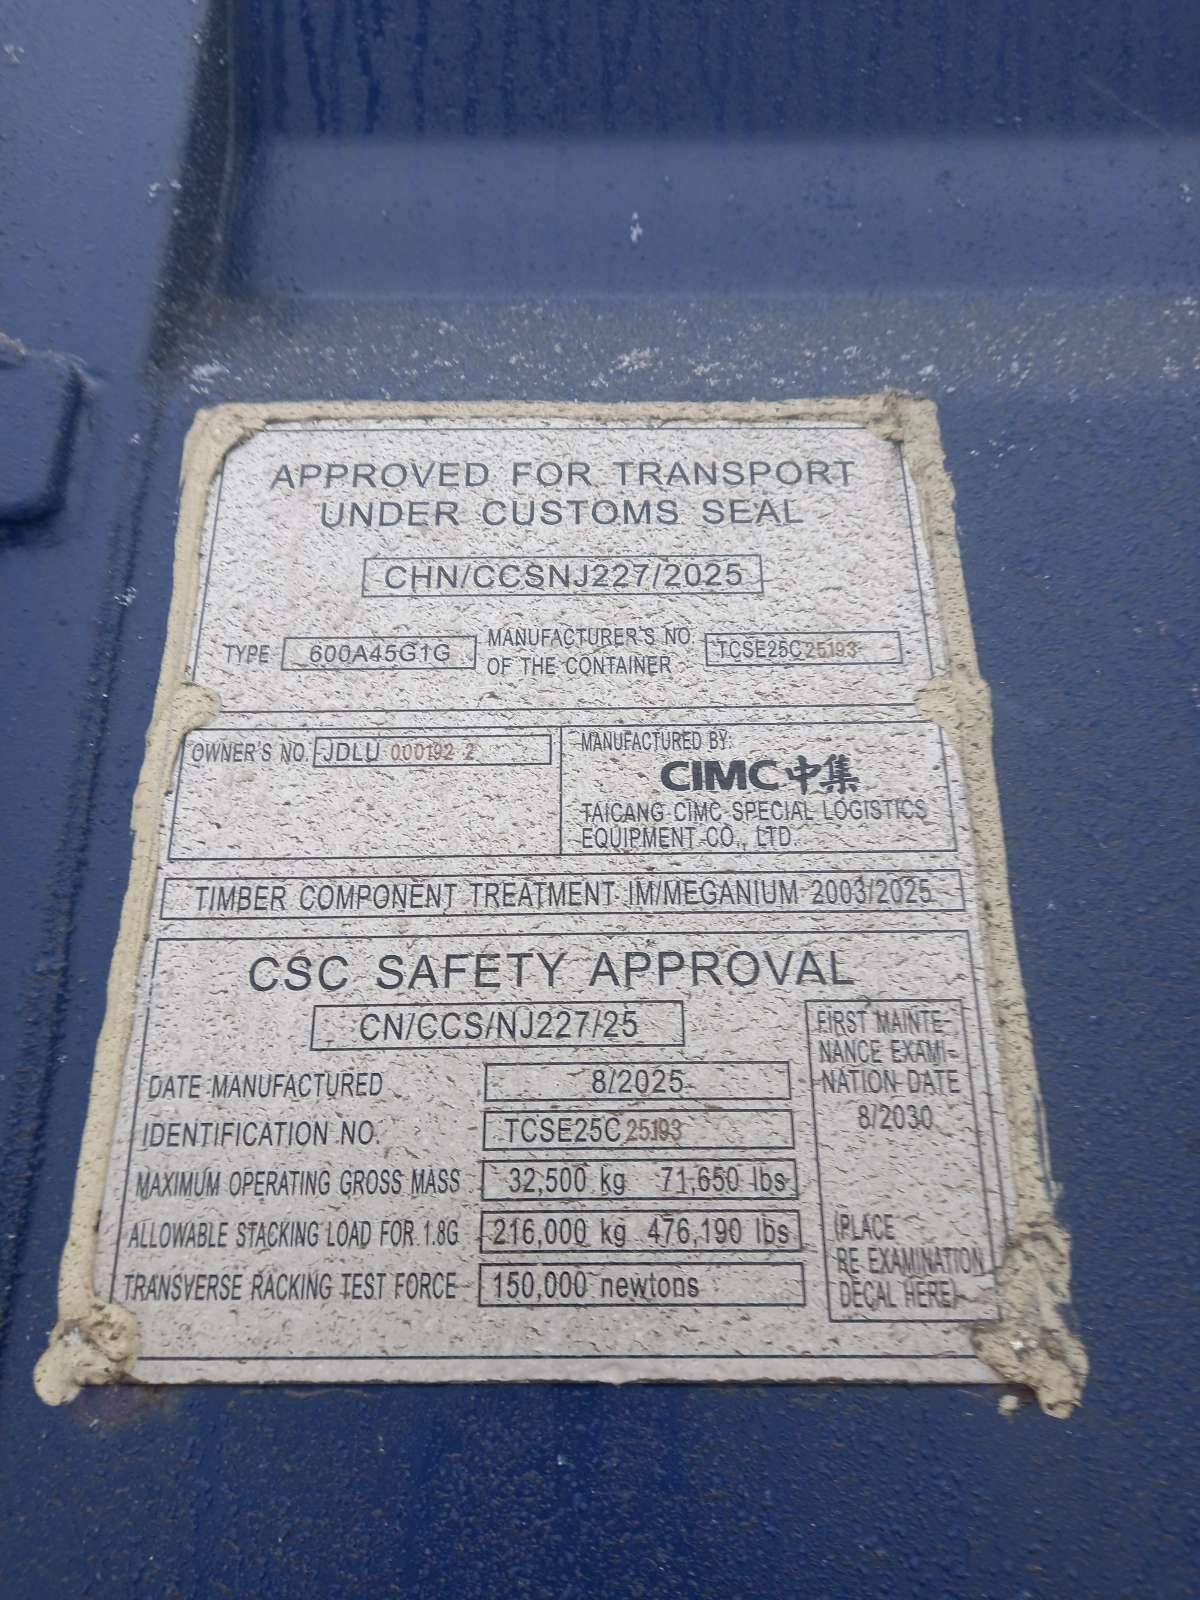 APPROVED FOR TRANSPORT
UNDER CUSTOMS SEAL
CHN/CCSNJ227/2025
TYPE 600A45G1G MANUFACTURER'S NO. OF THE CONTAINER TCSE25C25193
OWNER'S NO. JDLU 000192 2
MANUFACTURED BY:
CIMC中集
TAICANG CIMC SPECIAL LOGISTICS
EQUIPMENT CO., LTD.
TIMBER COMPONENT TREATMENT IM/MEGANIUM 2003/2025
CSC SAFETY APPROVAL
CN/CCS/NJ227/25
DATE MANUFACTURED 8/2025
IDENTIFICATION NO. TCSE25C25193
MAXIMUM OPERATING GROSS MASS 32,500 kg 71,650 lbs
ALLOWABLE STACKING LOAD FOR 1.8G 216,000 kg 476,190 lbs
TRANSVERSE RACKING TEST FORCE 150,000 newtons
FIRST MAINTE-
NANCE EXAMI-
NATION DATE
8/2030
(PLACE
RE EXAMINATION
DECAL HERE)